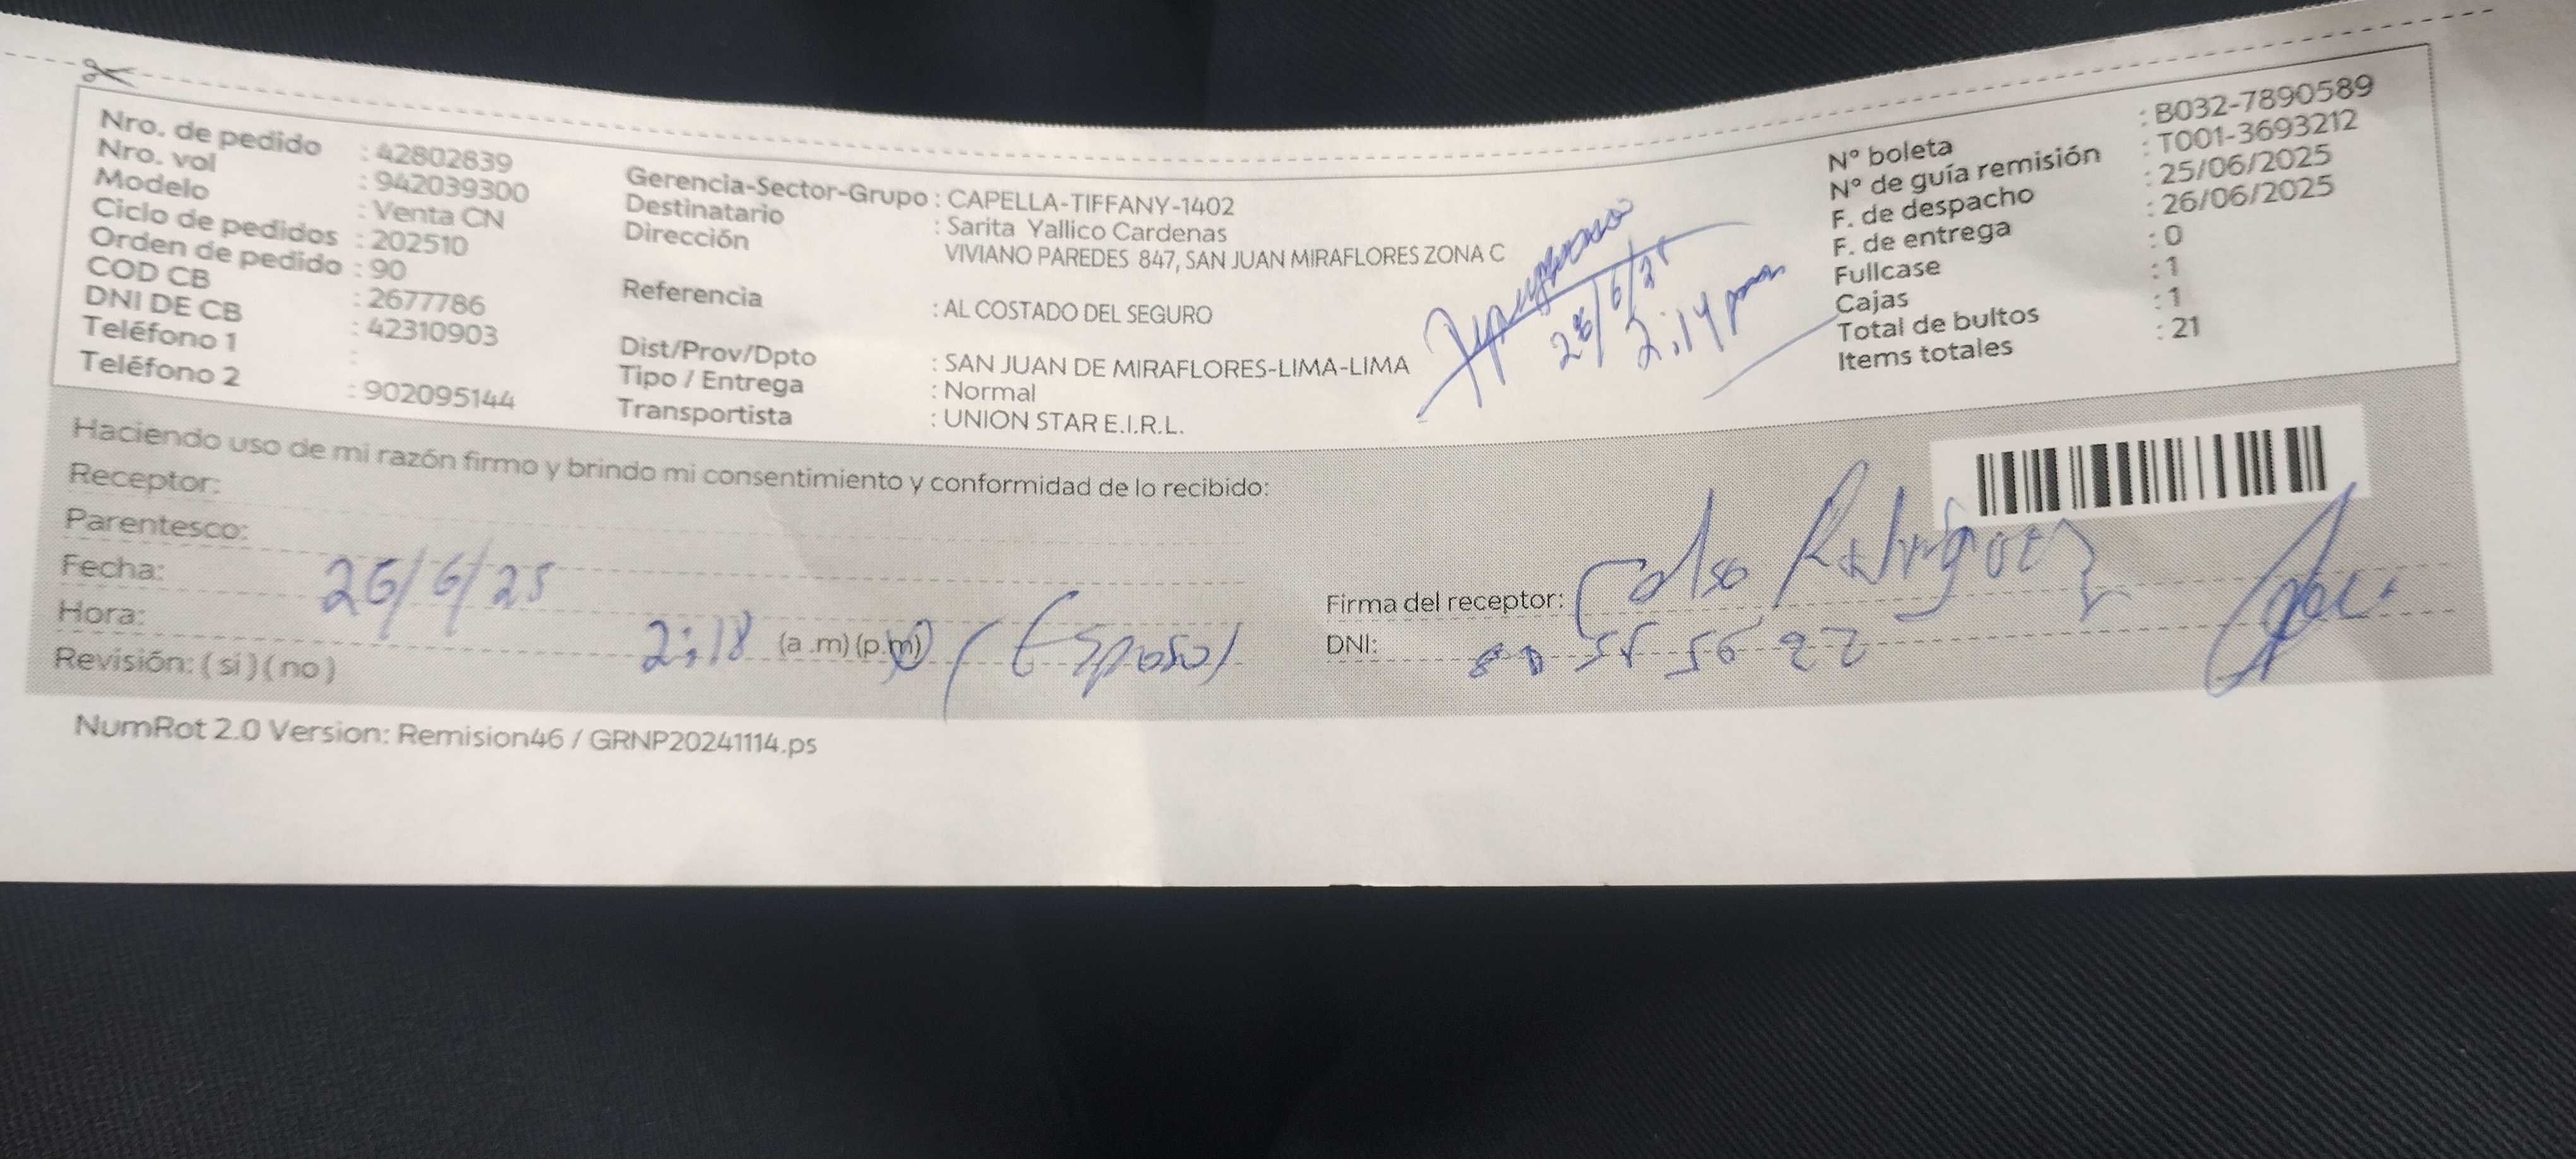 Nro. de pedido : 42802839
Nro. vol : 942039300
Modelo : Venta CN
Ciclo de pedidos : 202510
Orden de pedido : 90
COD CB : 2677786
DNI DE CB : 42310903
Teléfono 1 :
Teléfono 2 : 902095144
Gerencia-Sector-Grupo : CAPELLA-TIFFANY-1402
Destinatario : Sarita Yallico Cardenas
Dirección VIVIANO PAREDES 847, SAN JUAN MIRAFLORES ZONA C
Referencia : AL COSTADO DEL SEGURO
Dist/Prov/Dpto : SAN JUAN DE MIRAFLORES-LIMA-LIMA
Tipo / Entrega : Normal
Transportista : UNION STAR E.I.R.L.
2:14 pm
N° boleta : B032-7890589
N° de guía remisión : T001-3693212
F. de despacho : 25/06/2025
F. de entrega : 26/06/2025
Fullcase : 0
Cajas : 1
Total de bultos : 1
Items totales : 21
Haciendo uso de mi razón firmo y brindo mi consentimiento y conformidad de lo recibido:
Receptor:
Parentesco:
Fecha: 26/6/25
Hora: 2:18 (a .m) (p.m) (Esposo)
Revisión: ( si ) ( no )
Firma del receptor: Rodríguez
DNI:
NumRot 2.0 Version: Remision46 / GRNP20241114.ps